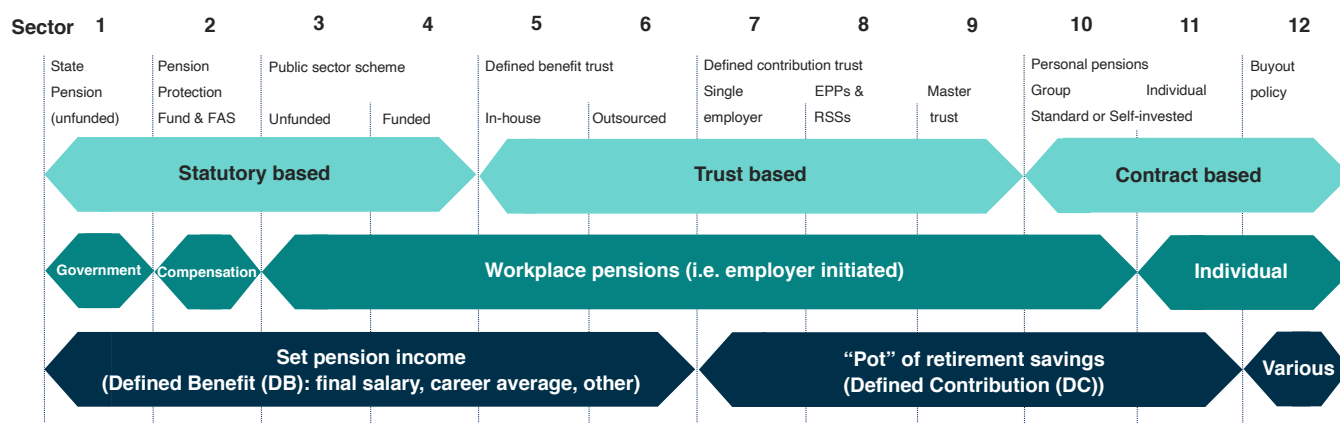 Sector 1 2 3 4 5 6 7 8 9 10 11 12
State
Pension
(unfunded)
Pension
Protection
Fund & FAS
Public sector scheme
Unfunded
Funded
Defined benefit trust
In-house
Outsourced
Defined contribution trust
Single
employer
EPPs &
RSSs
Master
trust
Personal pensions
Group
Individual
Standard or Self-invested
Buyout
policy
Statutory based
Trust based
Contract based
Government
Compensation
Workplace pensions (i.e. employer initiated)
Individual
Set pension income
(Defined Benefit (DB): final salary, career average, other)
“Pot” of retirement savings
(Defined Contribution (DC))
Various